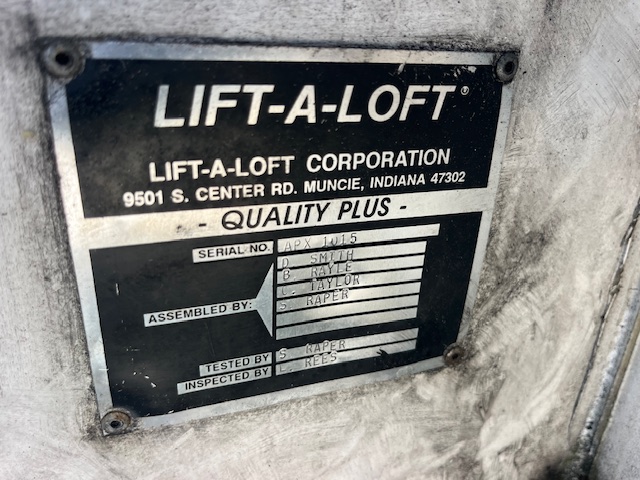 LIFT-A-LOFT®
LIFT-A-LOFT CORPORATION
9501 S. CENTER RD. MUNCIE, INDIANA 47302
- QUALITY PLUS -
SERIAL NO. APX 1015
ASSEMBLED BY: D. SMITH
B. RAYLE
C. TAYLOR
S. RAPER
TESTED BY S. RAPER
INSPECTED BY L. REES